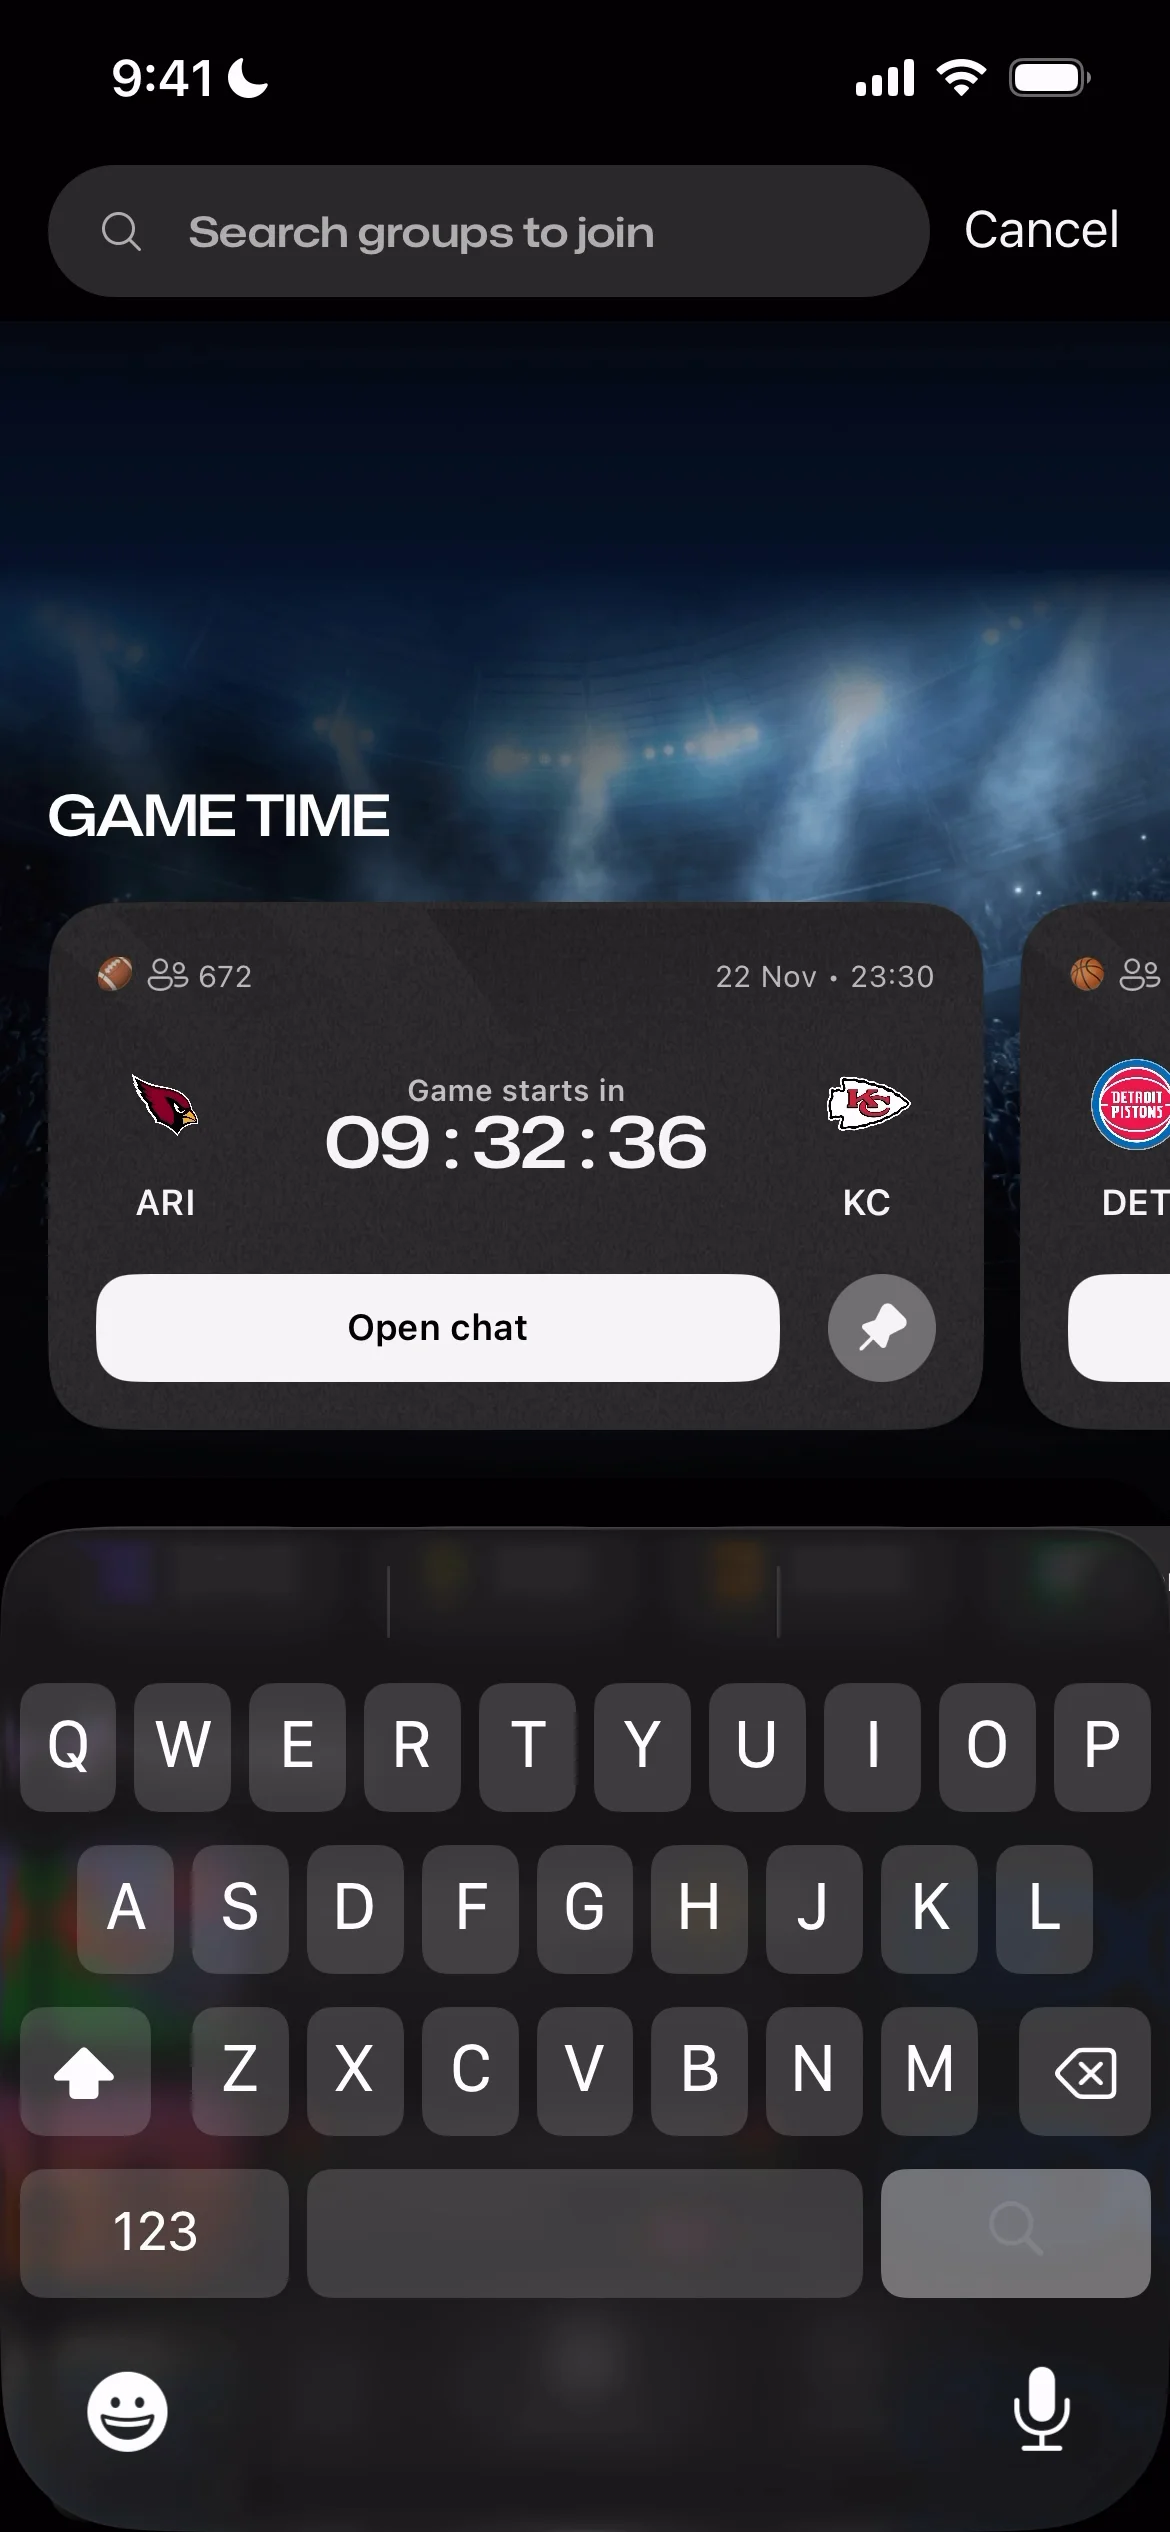 9:41
Search groups to join
Cancel
GAME TIME
672
22 Nov • 23:30
Game starts in
09:32:36
KC
DETROIT
PISTONS
ARI
KC
DET
Open chat
Q W E R T Y U I O P
A S D F G H J K L
Z X C V B N M
123